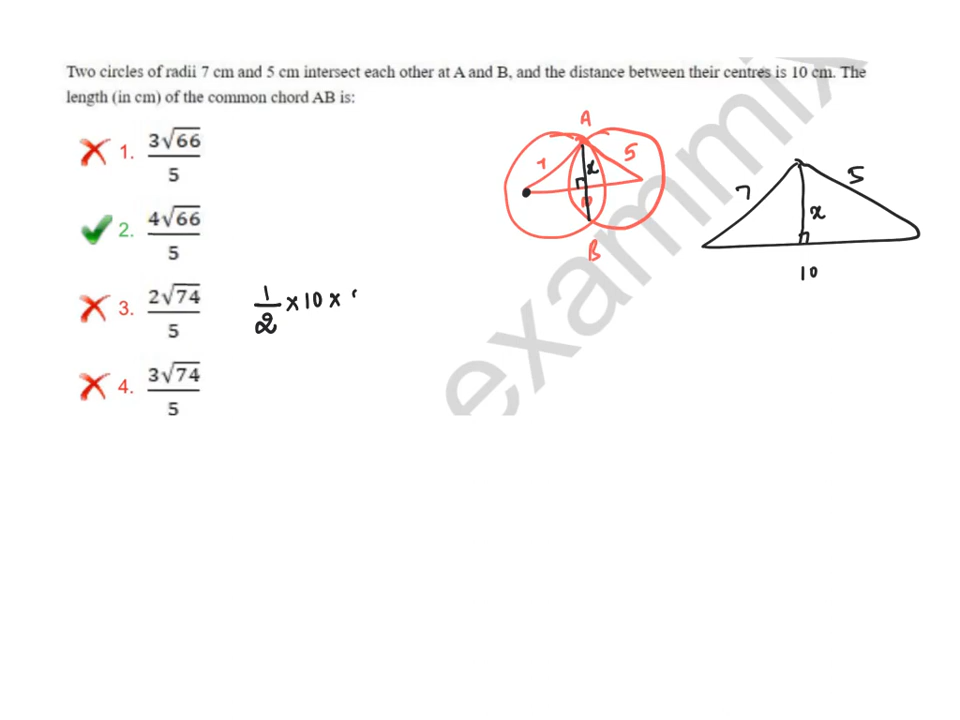 Two circles of radii 7 cm and 5 cm intersect each other at A and B, and the distance between their centres is 10 cm. The
length (in cm) of the common chord AB is:
1. 3√66/5
2. 4√66/5
3. 2√74/5
4. 3√74/5
A
7 x 5
B
7 x 5
10
1/2 × 10 ×
exammix